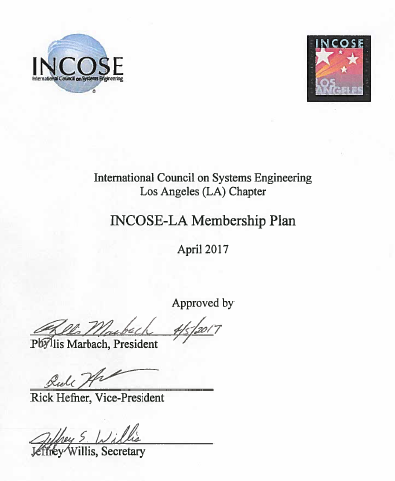 INCOSE
International Council on Systems Engineering
®
INCOSE
LOS
ANGELES
International Council on Systems Engineering
Los Angeles (LA) Chapter
INCOSE-LA Membership Plan
April 2017
Approved by
Phyllis Marbach 4/5/2017
Phyllis Marbach, President
Rick Hefner, Vice-President
Jeffrey S. Willis
Jeffrey Willis, Secretary